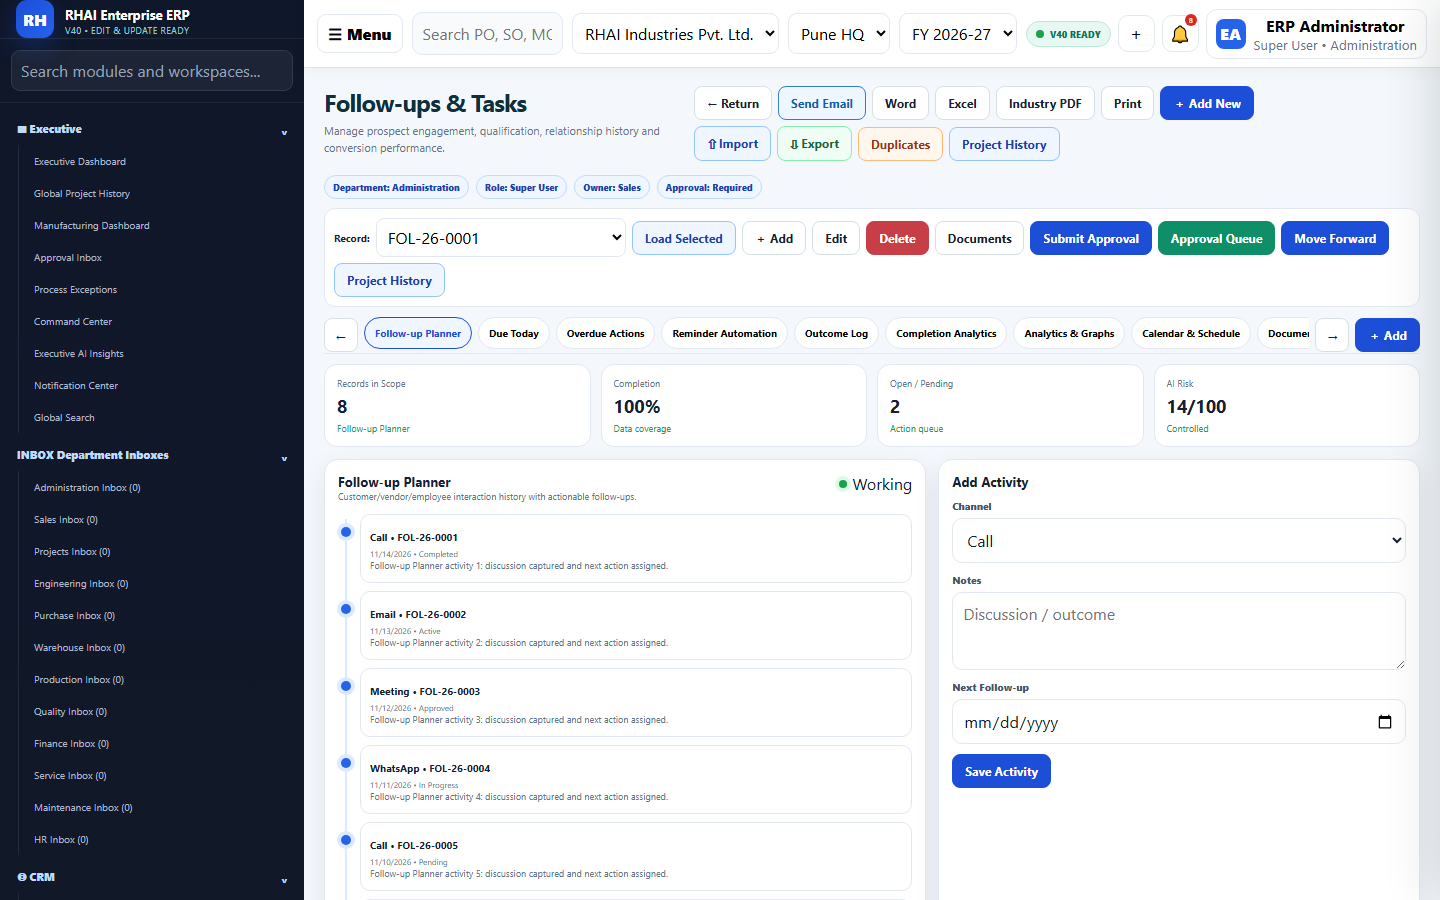 RH
RHAI Enterprise ERP
V40 • EDIT & UPDATE READY
Search modules and workspaces...
Executive
Executive Dashboard
Global Project History
Manufacturing Dashboard
Approval Inbox
Process Exceptions
Command Center
Executive AI Insights
Notification Center
Global Search
INBOX Department Inboxes
Administration Inbox (0)
Sales Inbox (0)
Projects Inbox (0)
Engineering Inbox (0)
Purchase Inbox (0)
Warehouse Inbox (0)
Production Inbox (0)
Quality Inbox (0)
Finance Inbox (0)
Service Inbox (0)
Maintenance Inbox (0)
HR Inbox (0)
CRM
☰ Menu
Search PO, SO, MO
RHAI Industries Pvt. Ltd.
Pune HQ
FY 2026-27
V40 READY
+
8
EA
ERP Administrator
Super User • Administration
Follow-ups & Tasks
Manage prospect engagement, qualification, relationship history and
conversion performance.
← Return
Send Email
Word
Excel
Industry PDF
Print
+ Add New
⇧ Import
⇩ Export
Duplicates
Project History
Department: Administration
Role: Super User
Owner: Sales
Approval: Required
Record:
FOL-26-0001
Load Selected
+ Add
Edit
Delete
Documents
Submit Approval
Approval Queue
Move Forward
Project History
←
Follow-up Planner
Due Today
Overdue Actions
Reminder Automation
Outcome Log
Completion Analytics
Analytics & Graphs
Calendar & Schedule
Documen
→
+ Add
Records in Scope
8
Follow-up Planner
Completion
100%
Data coverage
Open / Pending
2
Action queue
AI Risk
14/100
Controlled
Follow-up Planner
Customer/vendor/employee interaction history with actionable follow-ups.
Working
Call • FOL-26-0001
11/14/2026 • Completed
Follow-up Planner activity 1: discussion captured and next action assigned.
Email • FOL-26-0002
11/13/2026 • Active
Follow-up Planner activity 2: discussion captured and next action assigned.
Meeting • FOL-26-0003
11/12/2026 • Approved
Follow-up Planner activity 3: discussion captured and next action assigned.
WhatsApp • FOL-26-0004
11/11/2026 • In Progress
Follow-up Planner activity 4: discussion captured and next action assigned.
Call • FOL-26-0005
11/10/2026 • Pending
Follow-up Planner activity 5: discussion captured and next action assigned.
Add Activity
Channel
Call
Notes
Discussion / outcome
Next Follow-up
mm/dd/yyyy
Save Activity